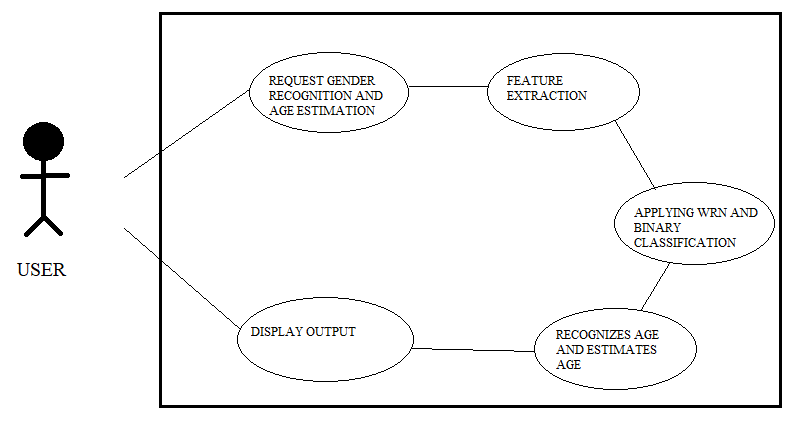 REQUEST GENDER
RECOGNITION AND
AGE ESTIMATION
FEATURE
EXTRACTION
APPLYING WRN AND
BINARY
CLASSIFICATION
RECOGNIZES AGE
AND ESTIMATES
AGE
DISPLAY OUTPUT
USER